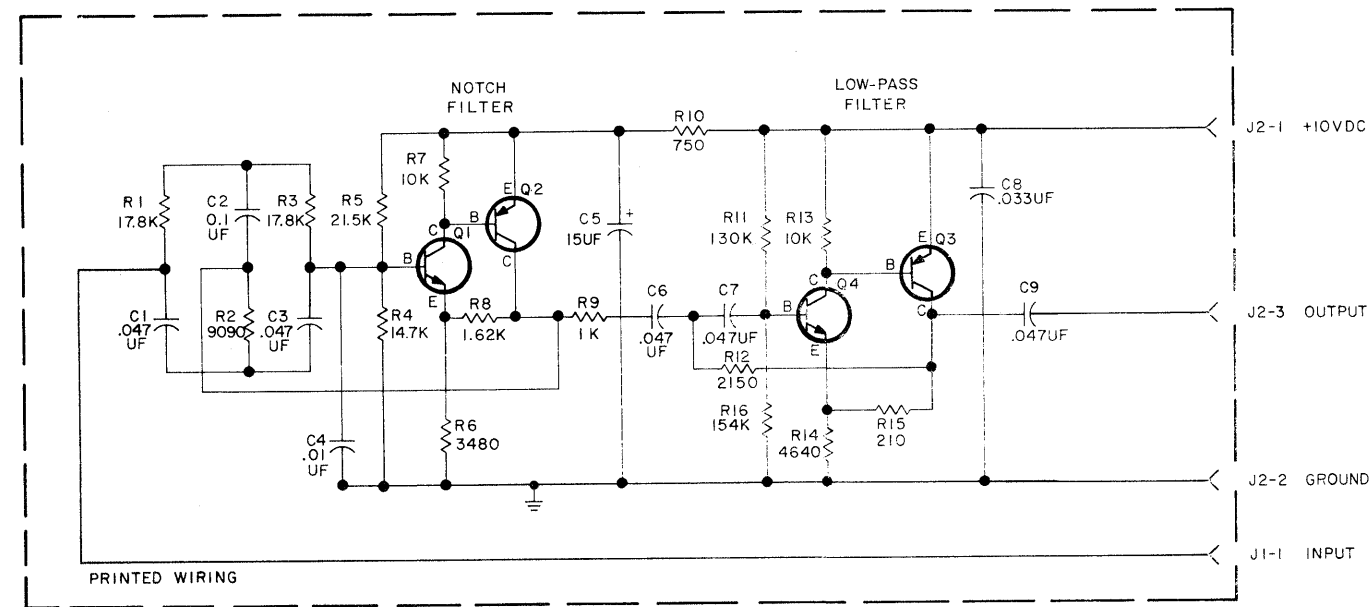 NOTCH
FILTER
LOW-PASS
FILTER
R10
750
J2-1 +10VDC
R7
10K
E Q2
B
C
R1
17.8K
C2
0.1
UF
R3
17.8K
R5
21.5K
C5
15UF
+
R11
130K
R13
10K
C8
.033UF
C
Q1
B
E
E Q3
B
C
C
Q4
B
E
C1
.047
UF
R2
9090
C3
.047
UF
R4
14.7K
R8
1.62K
R9
1K
C6
.047
UF
C7
.047UF
C9
.047UF
J2-3 OUTPUT
R12
2150
R16
154K
R6
3480
C4
.01
UF
R14
4640
R15
210
J2-2 GROUND
J1-1 INPUT
PRINTED WIRING